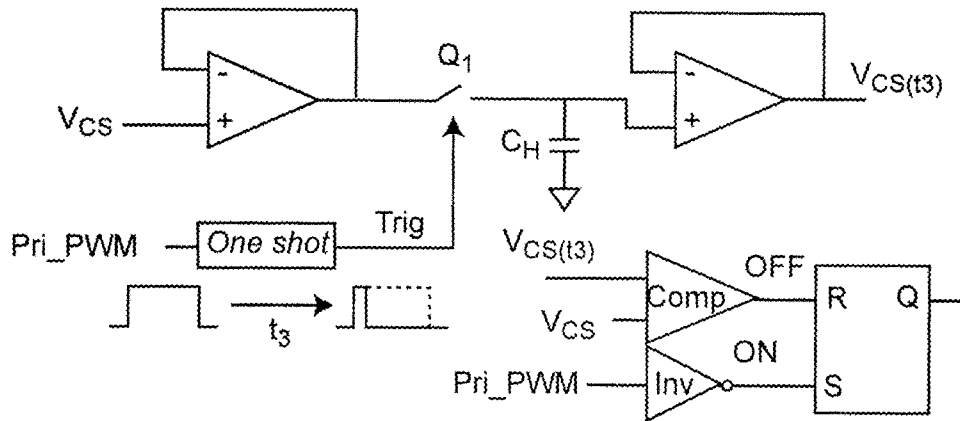 Q1
-
+
VCS
-
+
VCS(t3)
CH
Trig
Pri_PWM
One shot
t3
VCS(t3)
OFF
Comp
R
Q
VCS
ON
Pri_PWM
Inv
S